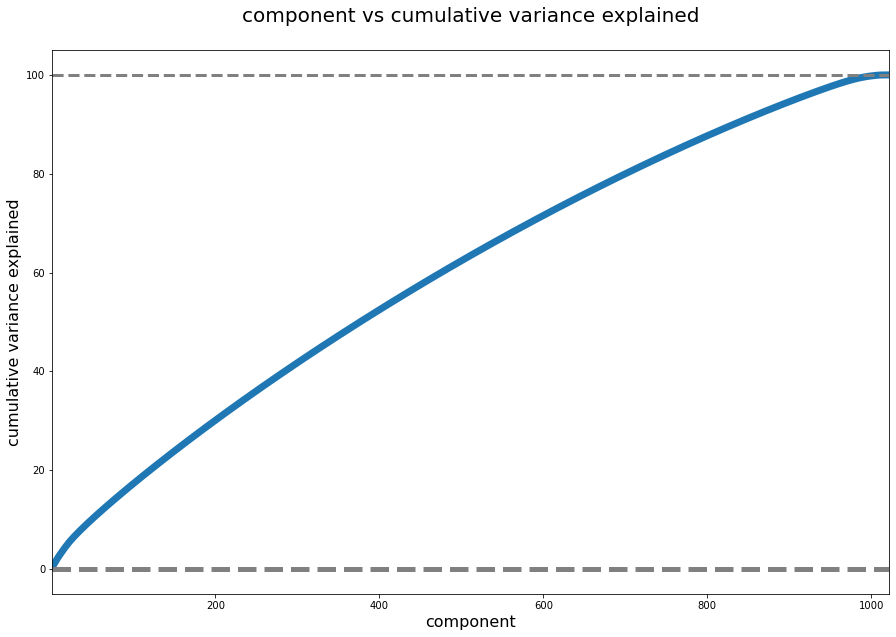 component vs cumulative variance explained
100
80
60
40
20
0
cumulative variance explained
200 400 600 800 1000
component